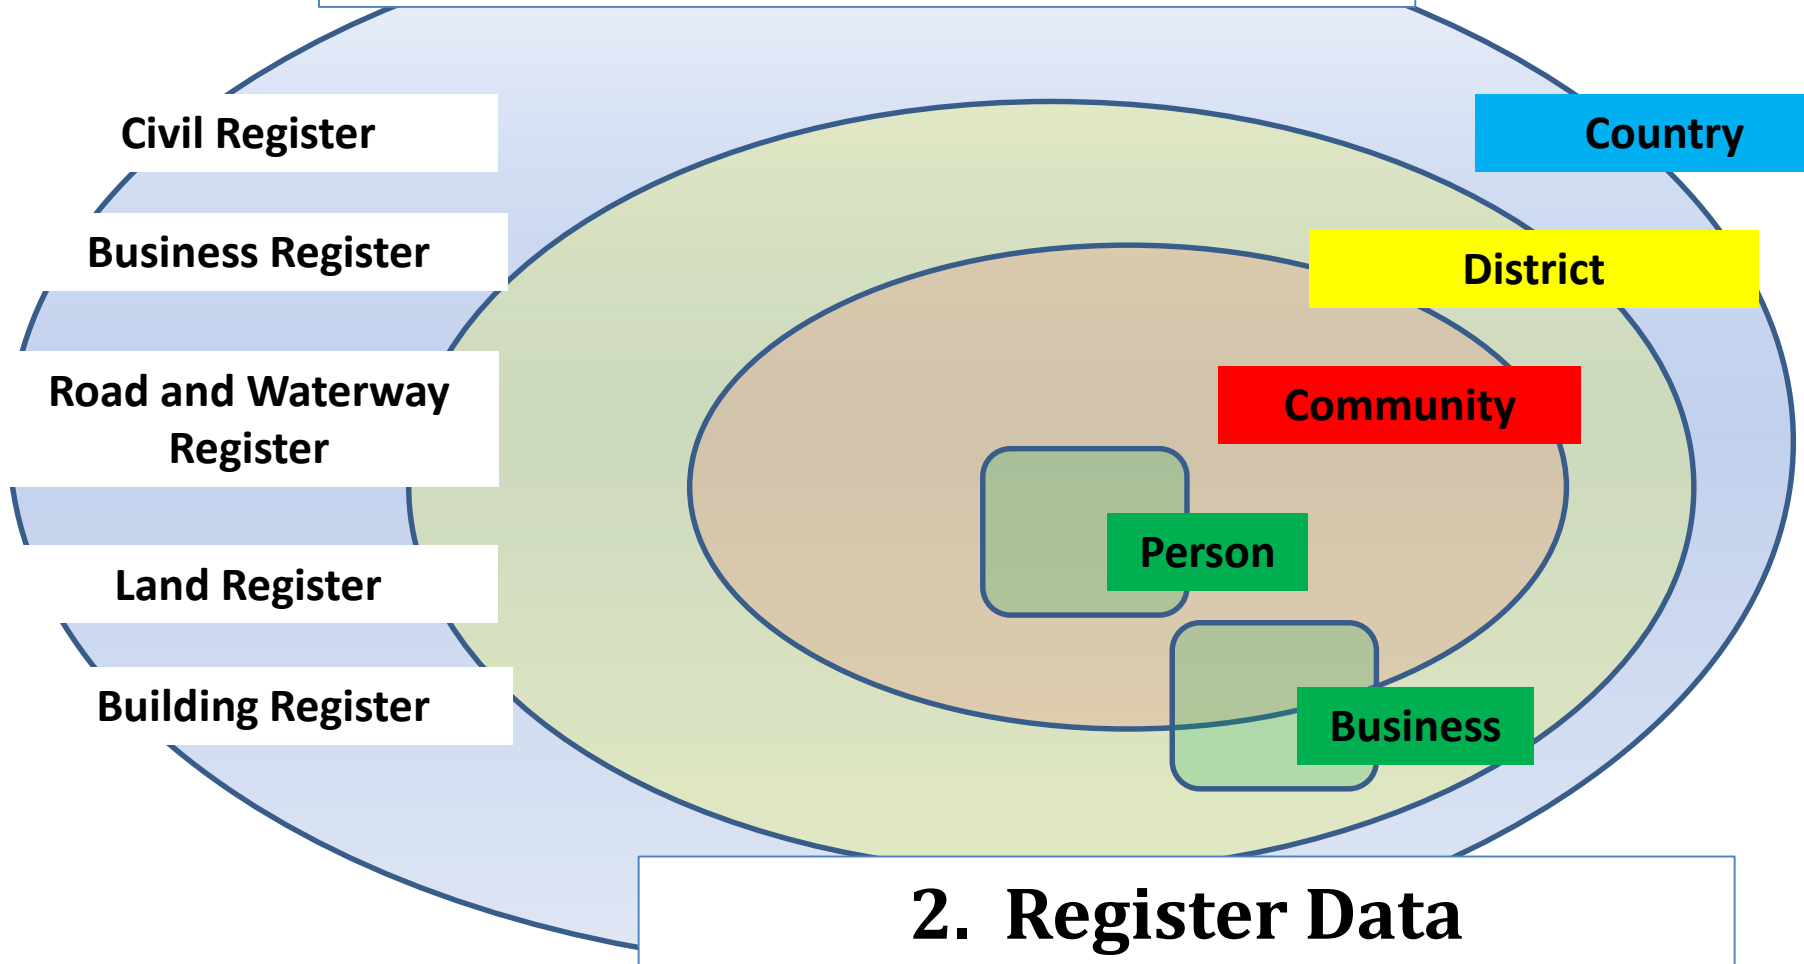 Civil Register
Country
Business Register
District
Road and Waterway
Register
Community
Person
Land Register
Building Register
Business
2. Register Data